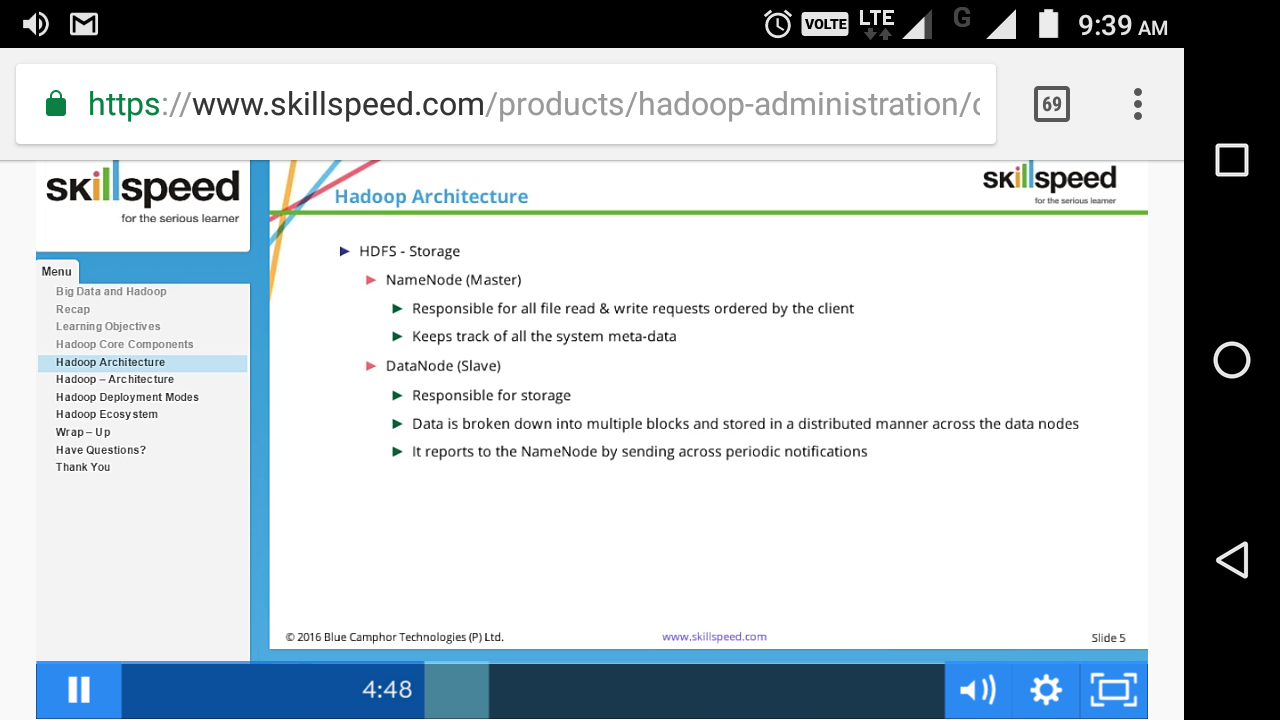 VOLTE LTE G 9:39 AM
https://www.skillspeed.com/products/hadoop-administration/
69
skillspeed
for the serious learner
Menu
Big Data and Hadoop
Recap
Learning Objectives
Hadoop Core Components
Hadoop Architecture
Hadoop – Architecture
Hadoop Deployment Modes
Hadoop Ecosystem
Wrap – Up
Have Questions?
Thank You
Hadoop Architecture
skillspeed
for the serious learner
HDFS - Storage
NameNode (Master)
Responsible for all file read & write requests ordered by the client
Keeps track of all the system meta-data
DataNode (Slave)
Responsible for storage
Data is broken down into multiple blocks and stored in a distributed manner across the data nodes
It reports to the NameNode by sending across periodic notifications
© 2016 Blue Camphor Technologies (P) Ltd.
www.skillspeed.com
Slide 5
4:48